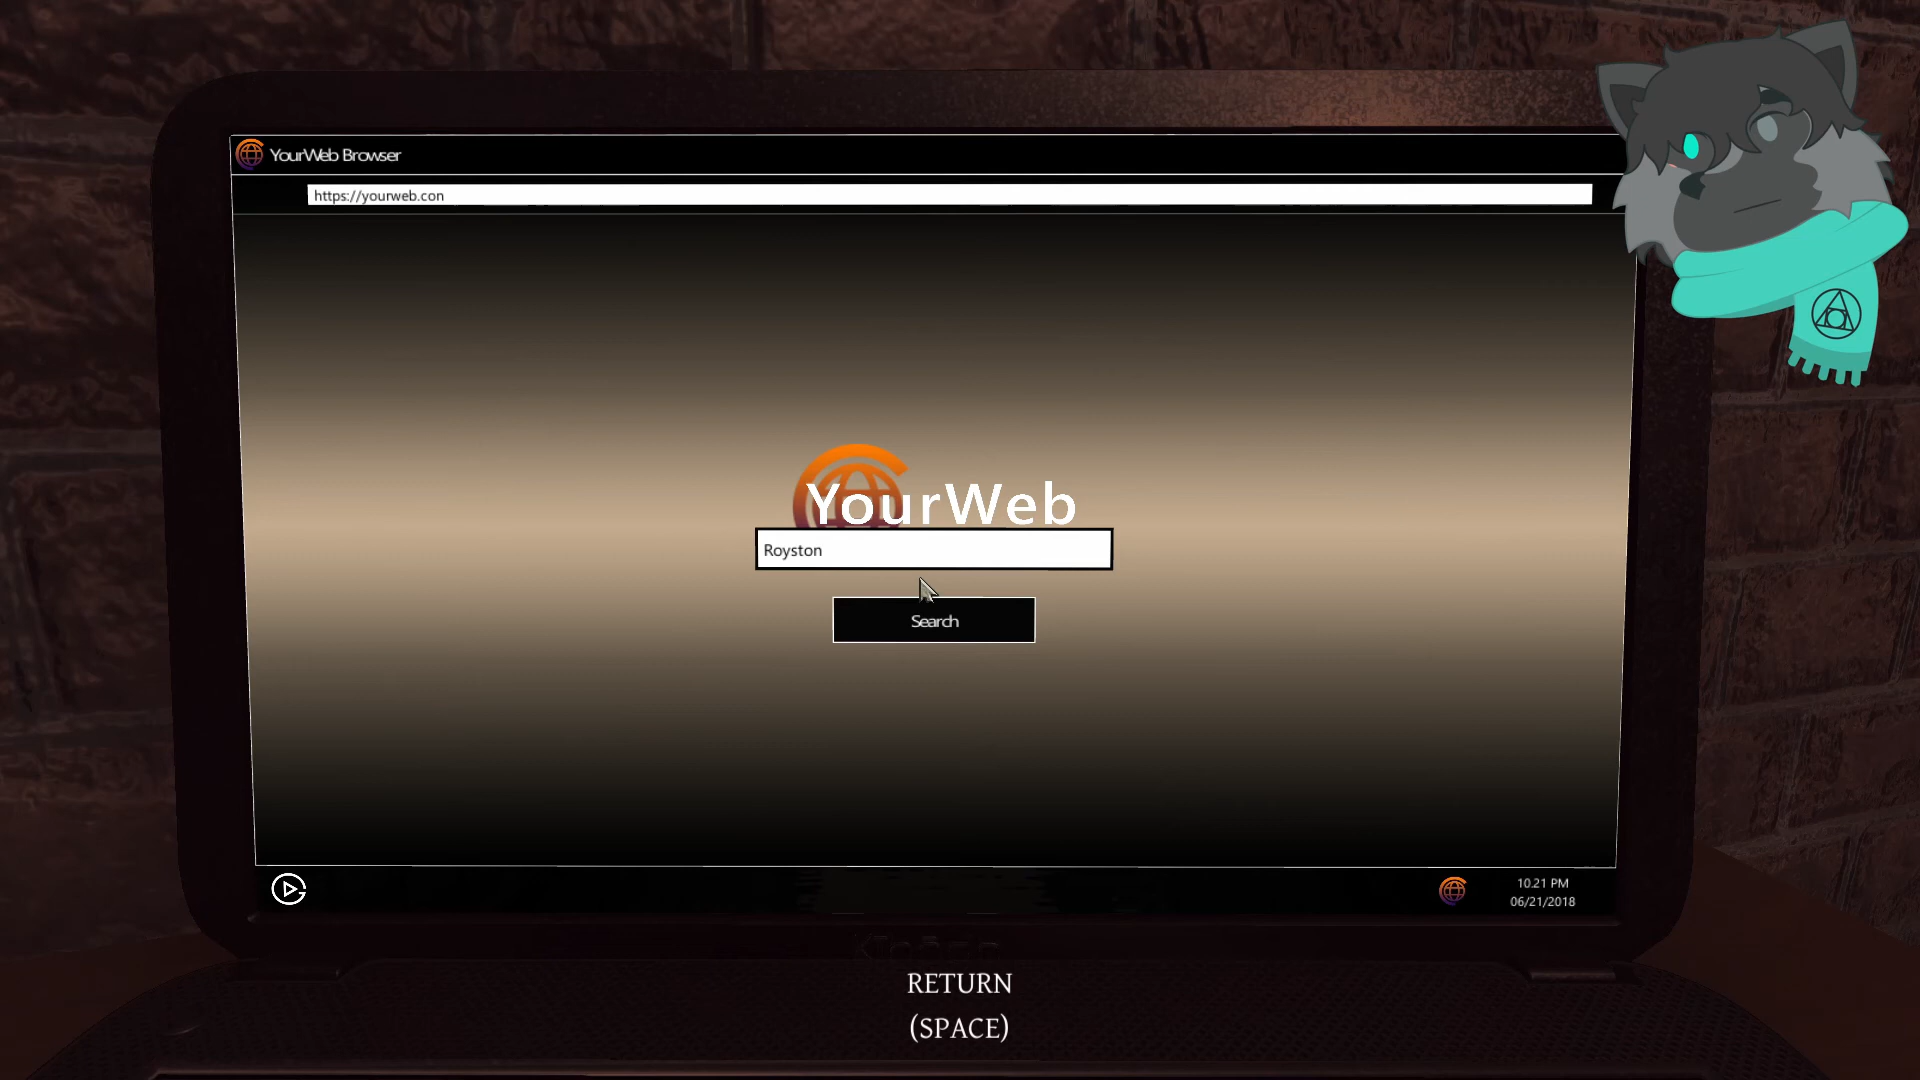 YourWeb Browser
https://yourweb.con
YourWeb
Royston
Search
10.21 PM
06/21/2018
RETURN
(SPACE)